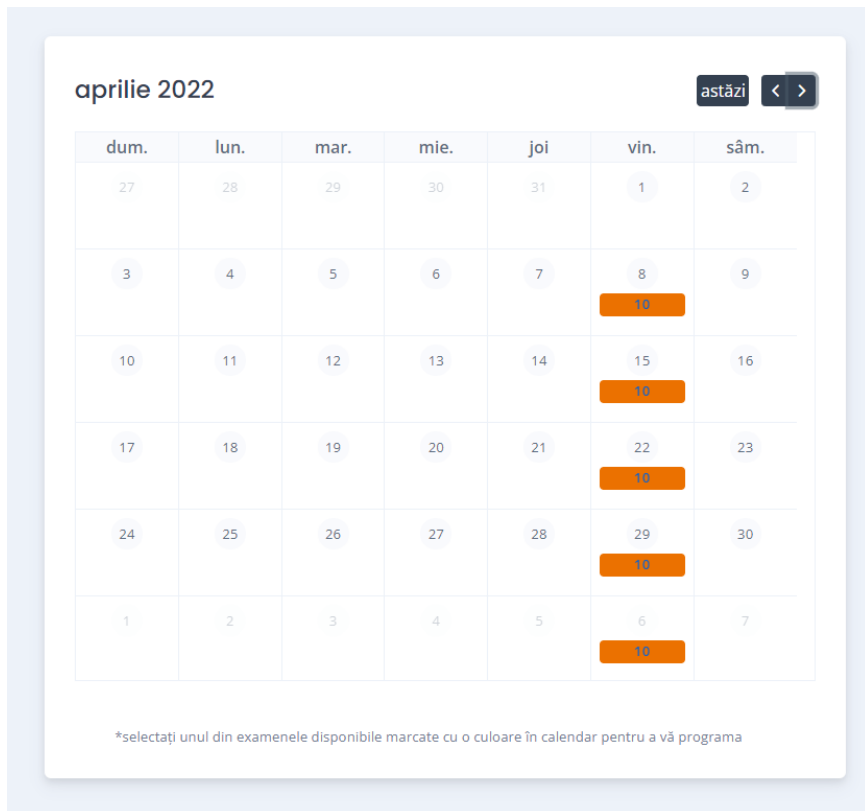 aprilie 2022 astăzi
dum. lun. mar. mie. joi vin. sâm.
27 28 29 30 31 1 2
3 4 5 6 7 8 9
10
10 11 12 13 14 15 16
10
17 18 19 20 21 22 23
10
24 25 26 27 28 29 30
10
1 2 3 4 5 6 7
10
*selectați unul din examenele disponibile marcate cu o culoare în calendar pentru a vă programa